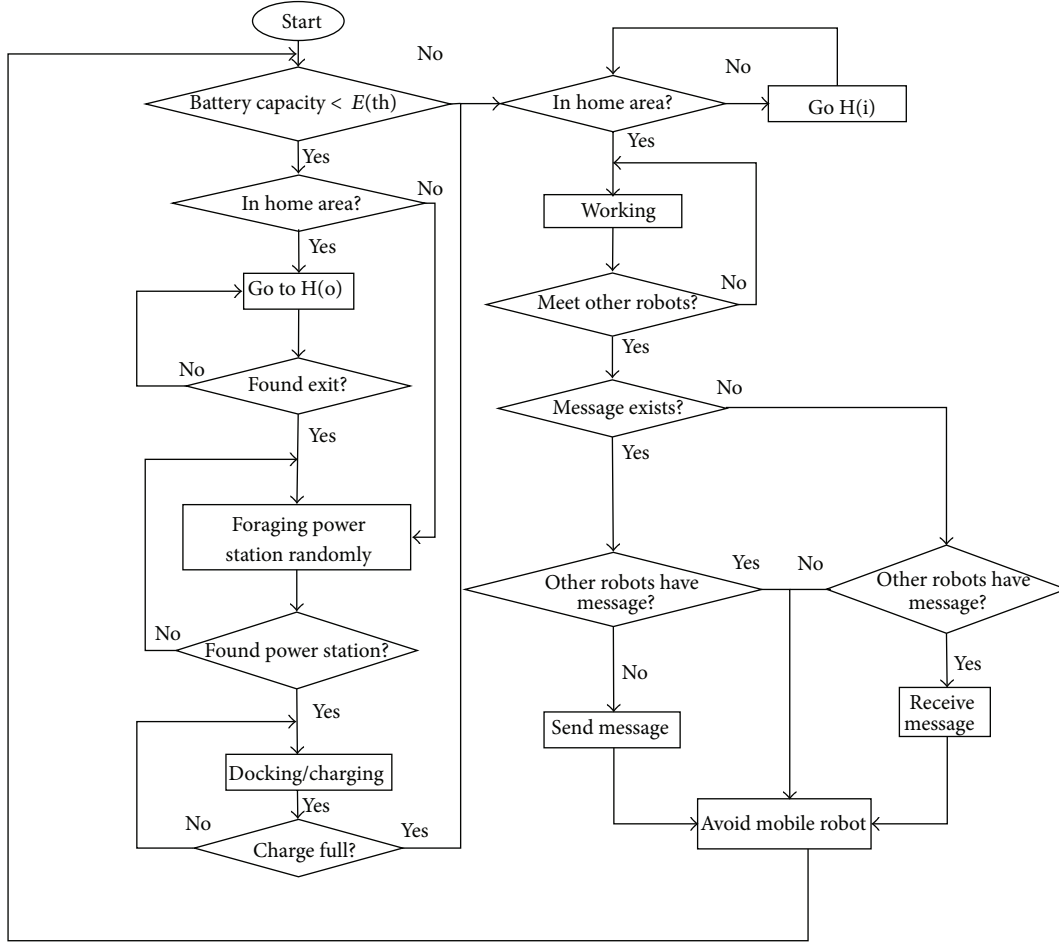 Start
No
Battery capacity < E(th)
Yes
In home area?
No
Yes
Go to H(o)
No
Found exit?
Yes
Foraging power
station randomly
No
Found power station?
Yes
Docking/charging
Yes
No
Yes
Charge full?
In home area?
No
Go H(i)
Yes
Working
No
Meet other robots?
Yes
No
Message exists?
Yes
Yes
No
Other robots have
message?
Other robots have
message?
No
Yes
Send message
Receive
message
Avoid mobile robot